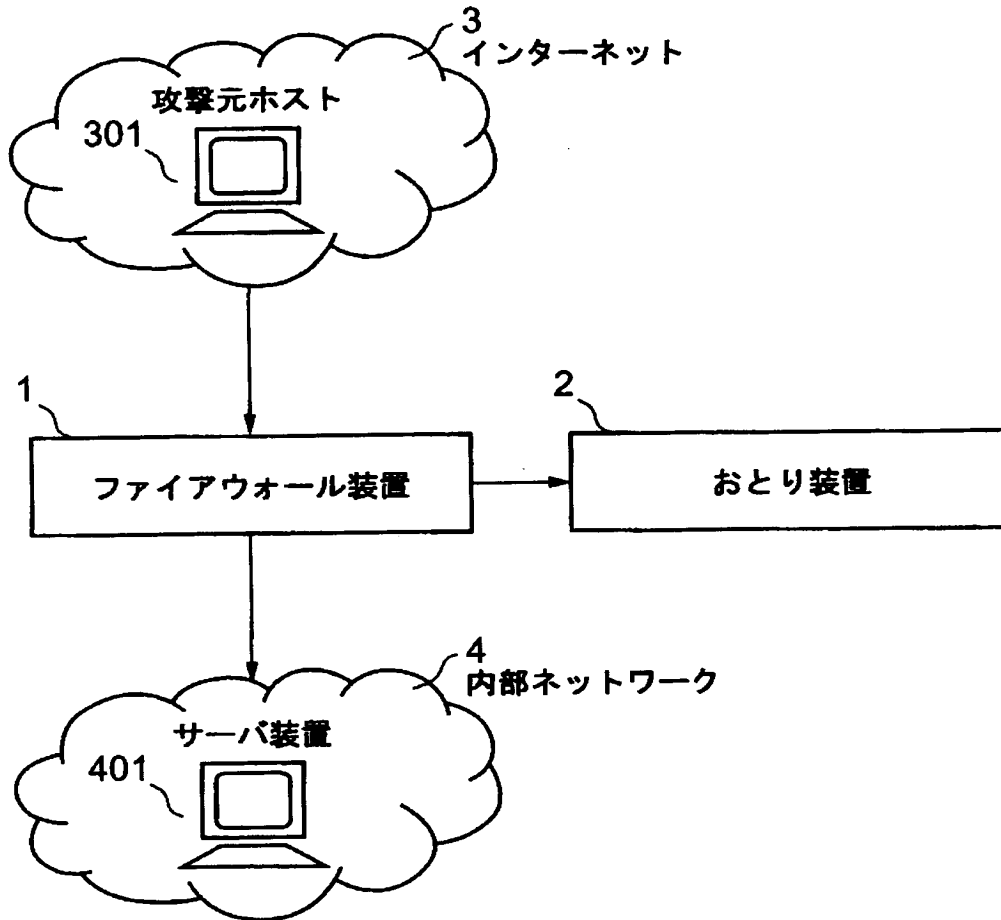 3
インターネット
攻撃元ホスト
301
1
ファイアウォール装置
2
おとり装置
4
内部ネットワーク
サーバ装置
401